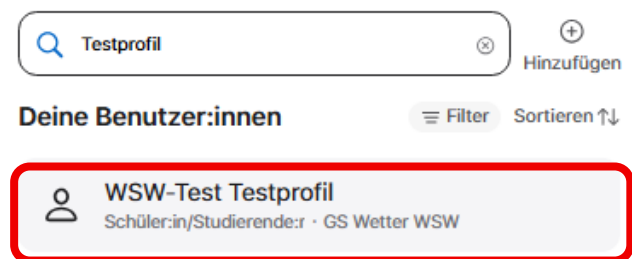 Testprofil
Hinzufügen
Deine Benutzer:innen
Filter
Sortieren
WSW-Test Testprofil
Schüler:in/Studierende:r · GS Wetter WSW